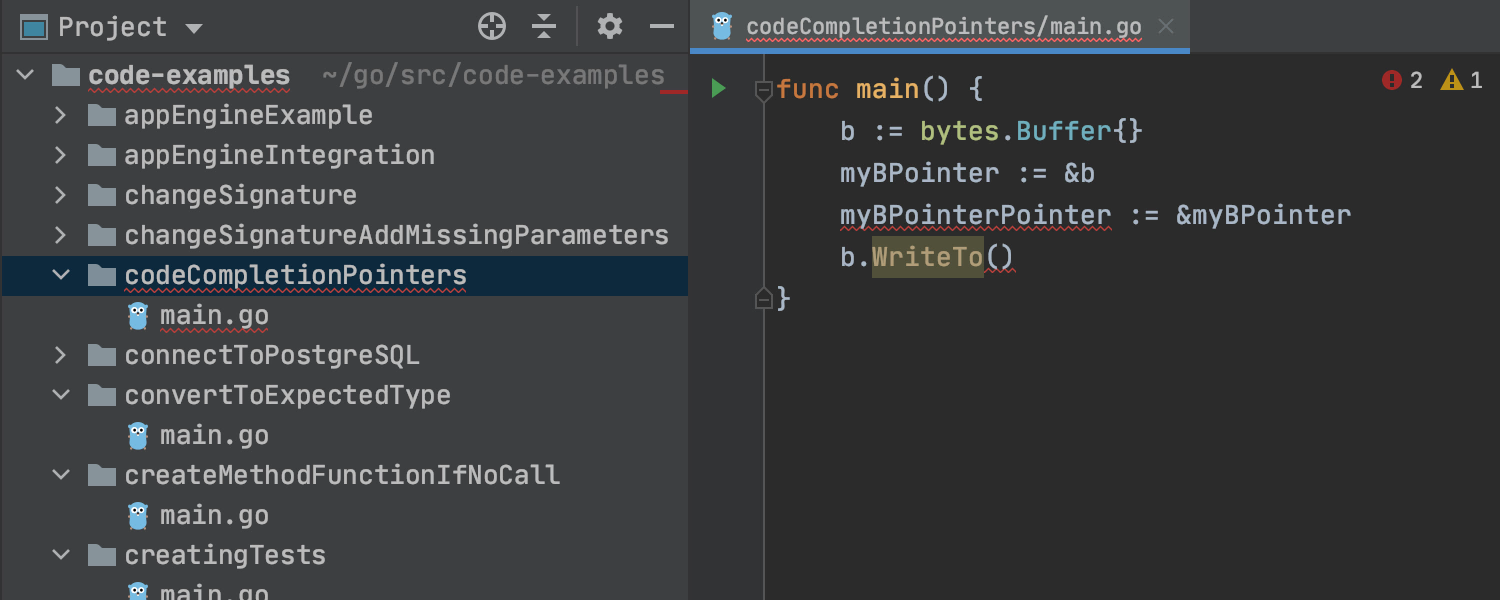 Project
code-examples ~/go/src/code-examples
appEngineExample
appEngineIntegration
changeSignature
changeSignatureAddMissingParameters
codeCompletionPointers
main.go
connectToPostgreSQL
convertToExpectedType
main.go
createMethodFunctionIfNoCall
main.go
creatingTests
main.go
codeCompletionPointers/main.go
2 1
func main() {
    b := bytes.Buffer{}
    myBPointer := &b
    myBPointerPointer := &myBPointer
    b.WriteTo()
}